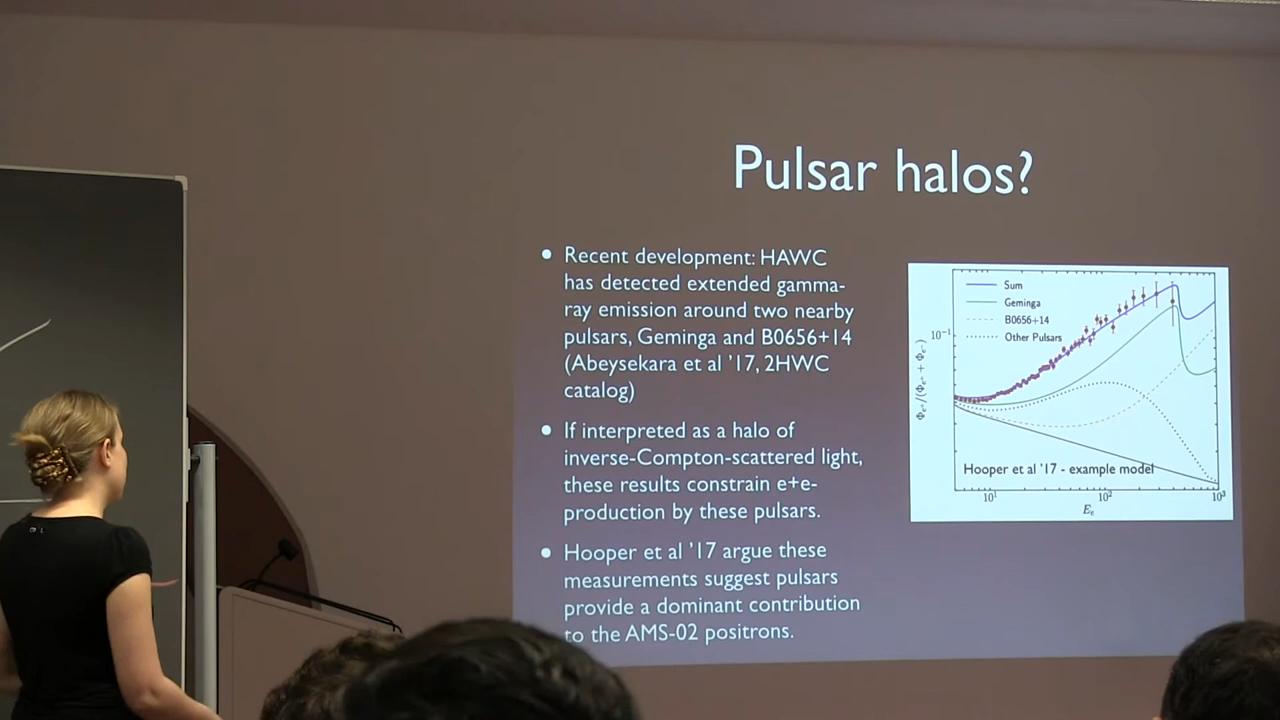 Pulsar halos?
• Recent development: HAWC
has detected extended gamma-
ray emission around two nearby
pulsars, Geminga and B0656+14
(Abeysekara et al '17, 2HWC
catalog)
• If interpreted as a halo of
inverse-Compton-scattered light,
these results constrain e+e-
production by these pulsars.
• Hooper et al '17 argue these
measurements suggest pulsars
provide a dominant contribution
to the AMS-02 positrons.
Sum
Geminga
B0656+14
Other Pulsars
10⁻¹
Φe⁺/(Φe⁺ + Φe⁻)
Hooper et al '17 - example model
10¹ 10² 10³
Ee